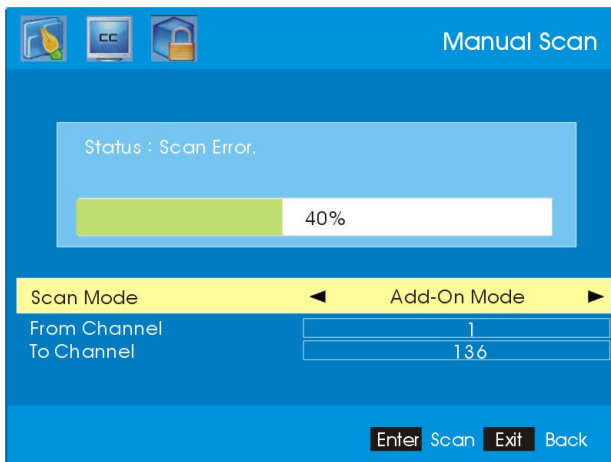 CC
Manual Scan
Status : Scan Error.
40%
Scan Mode ◄ Add-On Mode ►
From Channel 1
To Channel 136
Enter Scan Exit Back